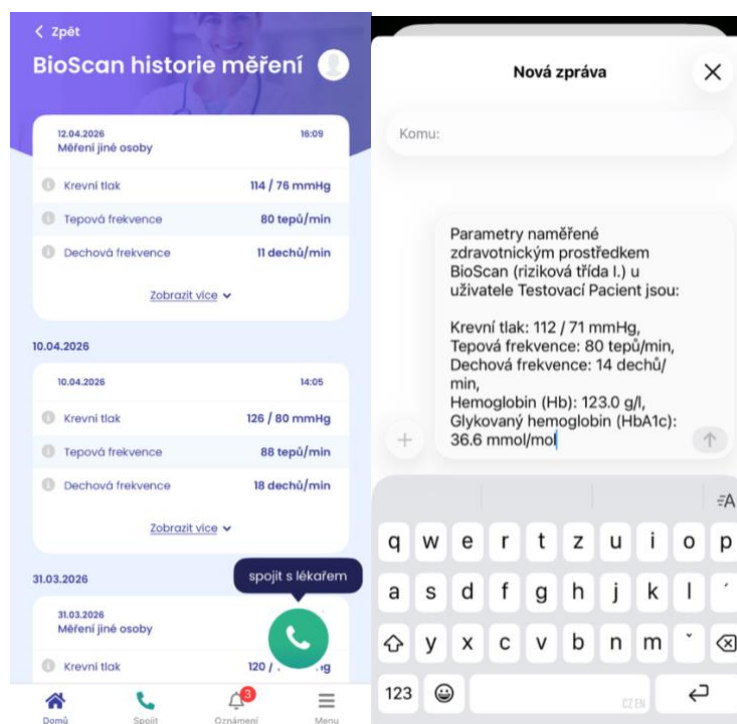 Zpět
BioScan historie měření
12.04.2026 16:09
Měření jiné osoby
Krevní tlak 114 / 76 mmHg
Tepová frekvence 80 tepů/min
Dechová frekvence 11 dechů/min
Zobrazit více
10.04.2026
10.04.2026 14:05
Krevní tlak 126 / 80 mmHg
Tepová frekvence 88 tepů/min
Dechová frekvence 18 dechů/min
Zobrazit více
31.03.2026
spojit s lékařem
31.03.2026
Měření jiné osoby
Krevní tlak 120 /
3
Domů Spojit Oznámení Menu
Nová zpráva
Komu:
Parametry naměřené
zdravotnickým prostředkem
BioScan (riziková třída I.) u
uživatele Testovací Pacient jsou:
Krevní tlak: 112 / 71 mmHg,
Tepová frekvence: 80 tepů/min,
Dechová frekvence: 14 dechů/
min,
Hemoglobin (Hb): 123.0 g/l,
Glykovaný hemoglobin (HbA1c):
36.6 mmol/mol
A
q w e r t z u i o p
a s d f g h j k l ´
y x c v b n m ˇ
123
CZ EN